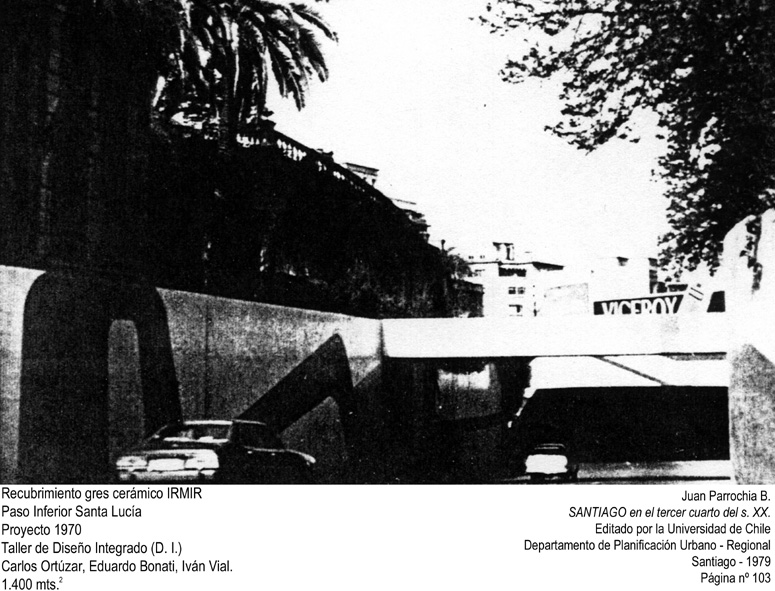 VICEROY
Recubrimiento gres cerámico IRMIR
Paso Inferior Santa Lucía
Proyecto 1970
Taller de Diseño Integrado (D. I.)
Carlos Ortúzar, Eduardo Bonati, Iván Vial.
1.400 mts.²
Juan Parrochia B.
SANTIAGO en el tercer cuarto del s. XX.
Editado por la Universidad de Chile
Departamento de Planificación Urbano - Regional
Santiago - 1979
Página nº 103